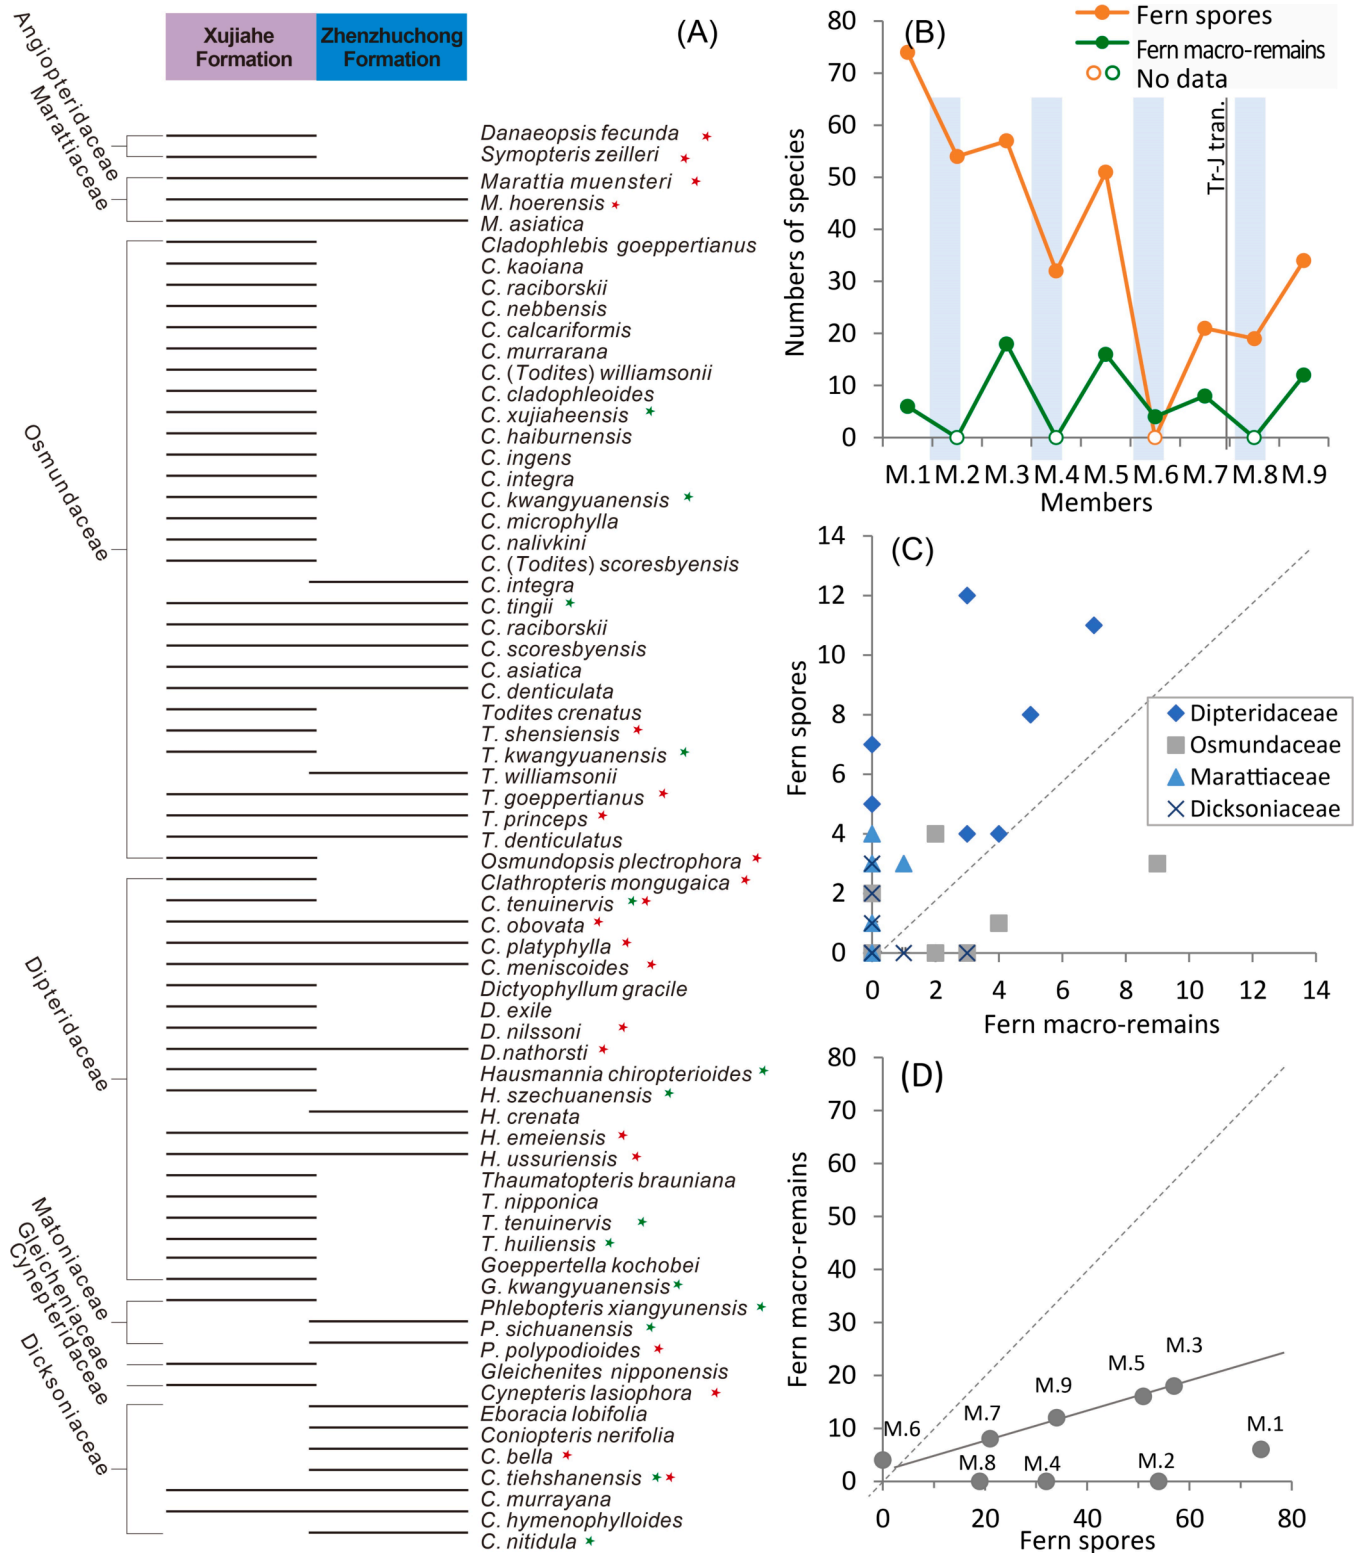 Xujiahe
Formation
Zhenzhuchong
Formation
(A)
Angiopteridaceae
Marattiaceae
Osmundaceae
Dipteridaceae
Matoniaceae
Gleicheniaceae
Cynepteridaceae
Dicksoniaceae
Danaeopsis fecunda
Symopteris zeilleri
Marattia muensteri
M. hoerensis
M. asiatica
Cladophlebis goeppertianus
C. kaoiana
C. raciborskii
C. nebbensis
C. calcariformis
C. murrarana
C. (Todites) williamsonii
C. cladophleoides
C. xujiaheensis
C. haiburnensis
C. ingens
C. integra
C. kwangyuanensis
C. microphylla
C. nalivkini
C. (Todites) scoresbyensis
C. integra
C. tingii
C. raciborskii
C. scoresbyensis
C. asiatica
C. denticulata
Todites crenatus
T. shensiensis
T. kwangyuanensis
T. williamsonii
T. goeppertianus
T. princeps
T. denticulatus
Osmundopsis plectrophora
Clathropteris mongugaica
C. tenuinervis
C. obovata
C. platyphylla
C. meniscoides
Dictyophyllum gracile
D. exile
D. nilssoni
D.nathorsti
Hausmannia chiropterioides
H. szechuanensis
H. crenata
H. emeiensis
H. ussuriensis
Thaumatopteris brauniana
T. nipponica
T. tenuinervis
T. huiliensis
Goeppertella kochobei
G. kwangyuanensis
Phlebopteris xiangyunensis
P. sichuanensis
P. polypodioides
Gleichenites nipponensis
Cynepteris lasiophora
Eboracia lobifolia
Coniopteris nerifolia
C. bella
C. tiehshanensis
C. murrayana
C. hymenophylloides
C. nitidula
(B)
Fern spores
Fern macro-remains
No data
Tr-J tran.
Numbers of species
80
70
60
50
40
30
20
10
0
M.1 M.2 M.3 M.4 M.5 M.6 M.7 M.8 M.9
Members
(C)
Fern spores
14
12
10
8
6
4
2
0
Dipteridaceae
Osmundaceae
Marattiaceae
Dicksoniaceae
0 2 4 6 8 10 12 14
Fern macro-remains
(D)
Fern macro-remains
80
70
60
50
40
30
20
10
0
M.3
M.5
M.9
M.7
M.6
M.1
M.8
M.4
M.2
0 20 40 60 80
Fern spores